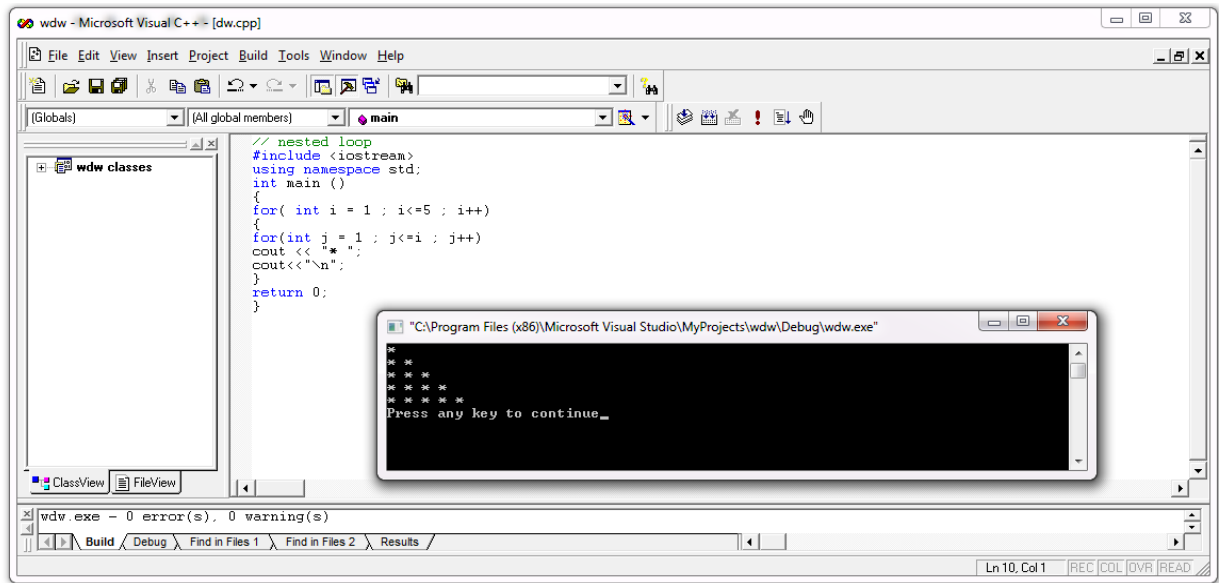 wdw - Microsoft Visual C++ - [dw.cpp]
File Edit View Insert Project Build Tools Window Help
(Globals) (All global members) main
wdw classes
// nested loop
#include <iostream>
using namespace std;
int main ()
{
for( int i = 1 ; i<=5 ; i++)
{
for(int j = 1 ; j<=i ; j++)
cout << "* ";
cout<<"\n";
}
return 0;
}
"C:\Program Files (x86)\Microsoft Visual Studio\MyProjects\wdw\Debug\wdw.exe"
*
* *
* * *
* * * *
* * * * *
Press any key to continue_
ClassView FileView
wdw.exe - 0 error(s), 0 warning(s)
Build Debug Find in Files 1 Find in Files 2 Results
Ln 10, Col 1 REC COL OVR READ